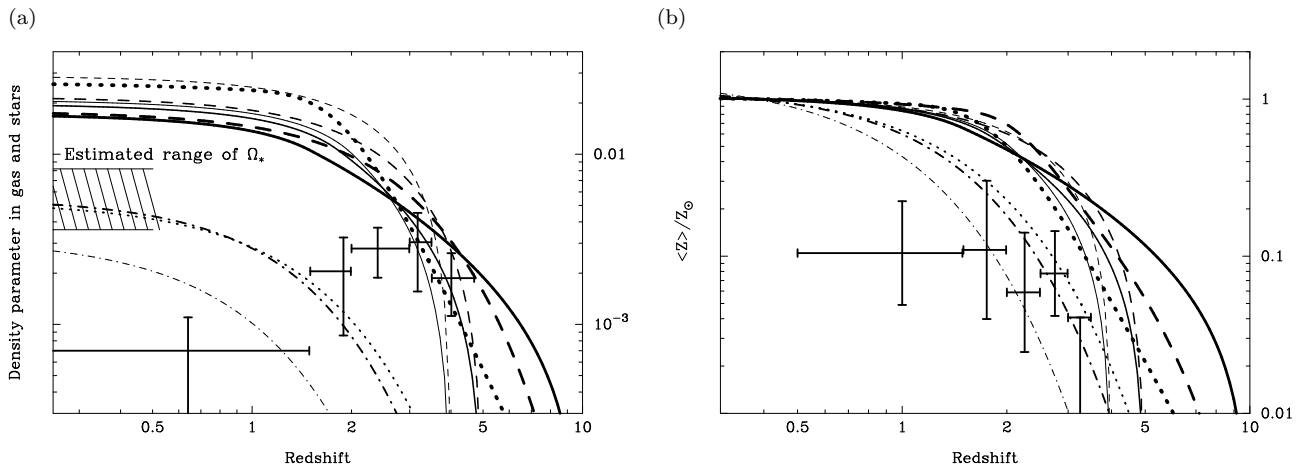 (a)
Density parameter in gas and stars
Estimated range of Ω*
0.01
10⁻³
0.5 1 2 5 10
Redshift
(b)
<Z>/Z⊙
1
0.1
0.01
0.5 1 2 5 10
Redshift